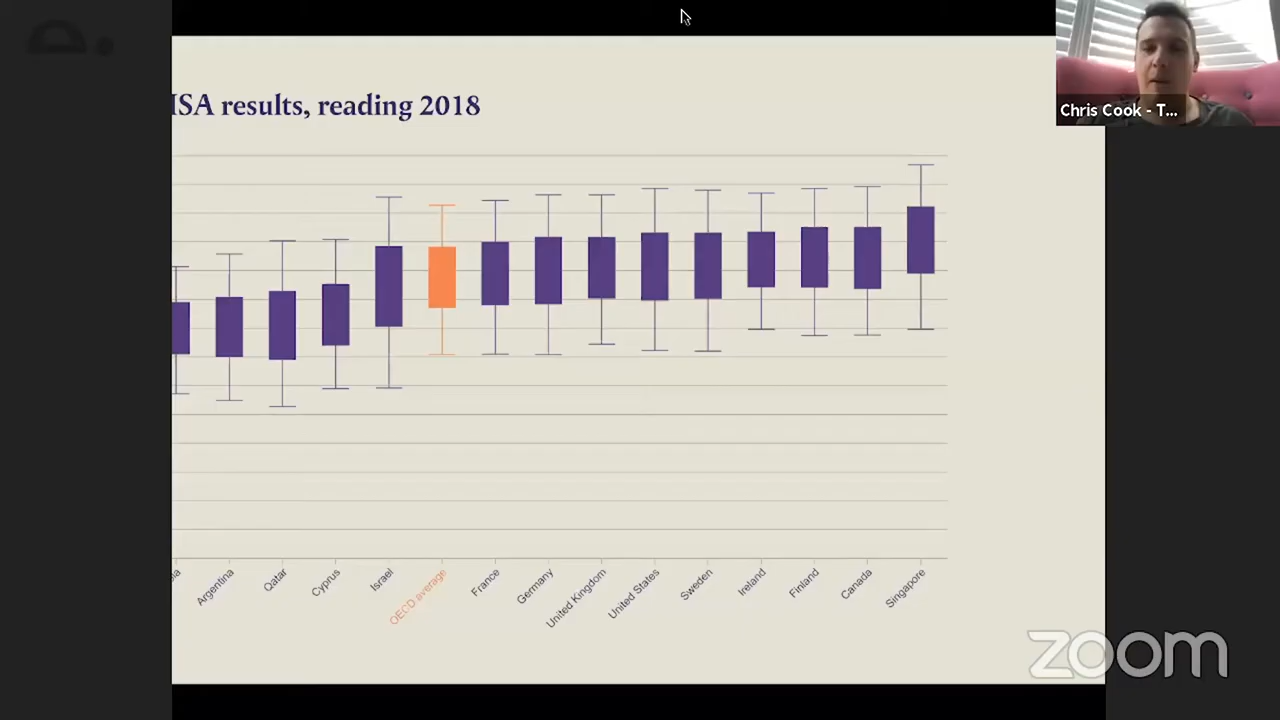 ISA results, reading 2018
Chris Cook - T...
Argentina
Qatar
Cyprus
Israel
OECD average
France
Germany
United Kingdom
United States
Sweden
Ireland
Finland
Canada
Singapore
zoom